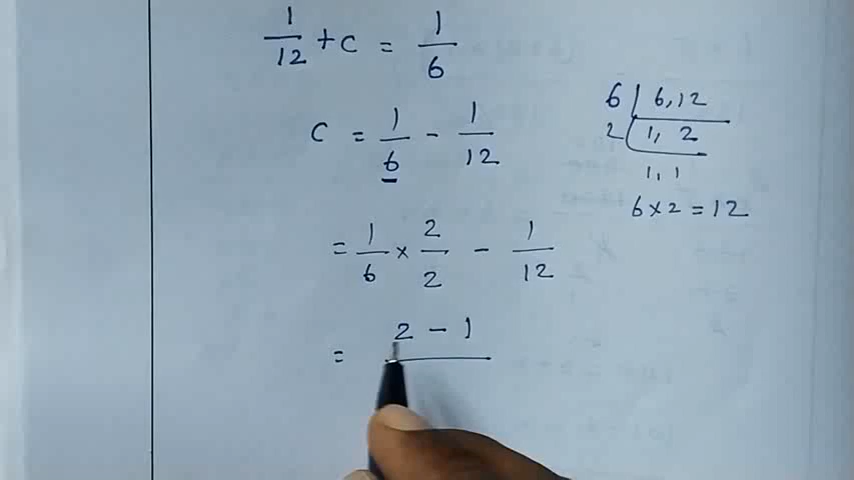 1/12 + c = 1/6
c = 1/6 - 1/12
= 1/6 × 2/2 - 1/12
= 2 - 1
6 | 6, 12
2 | 1, 2
1, 1
6 × 2 = 12